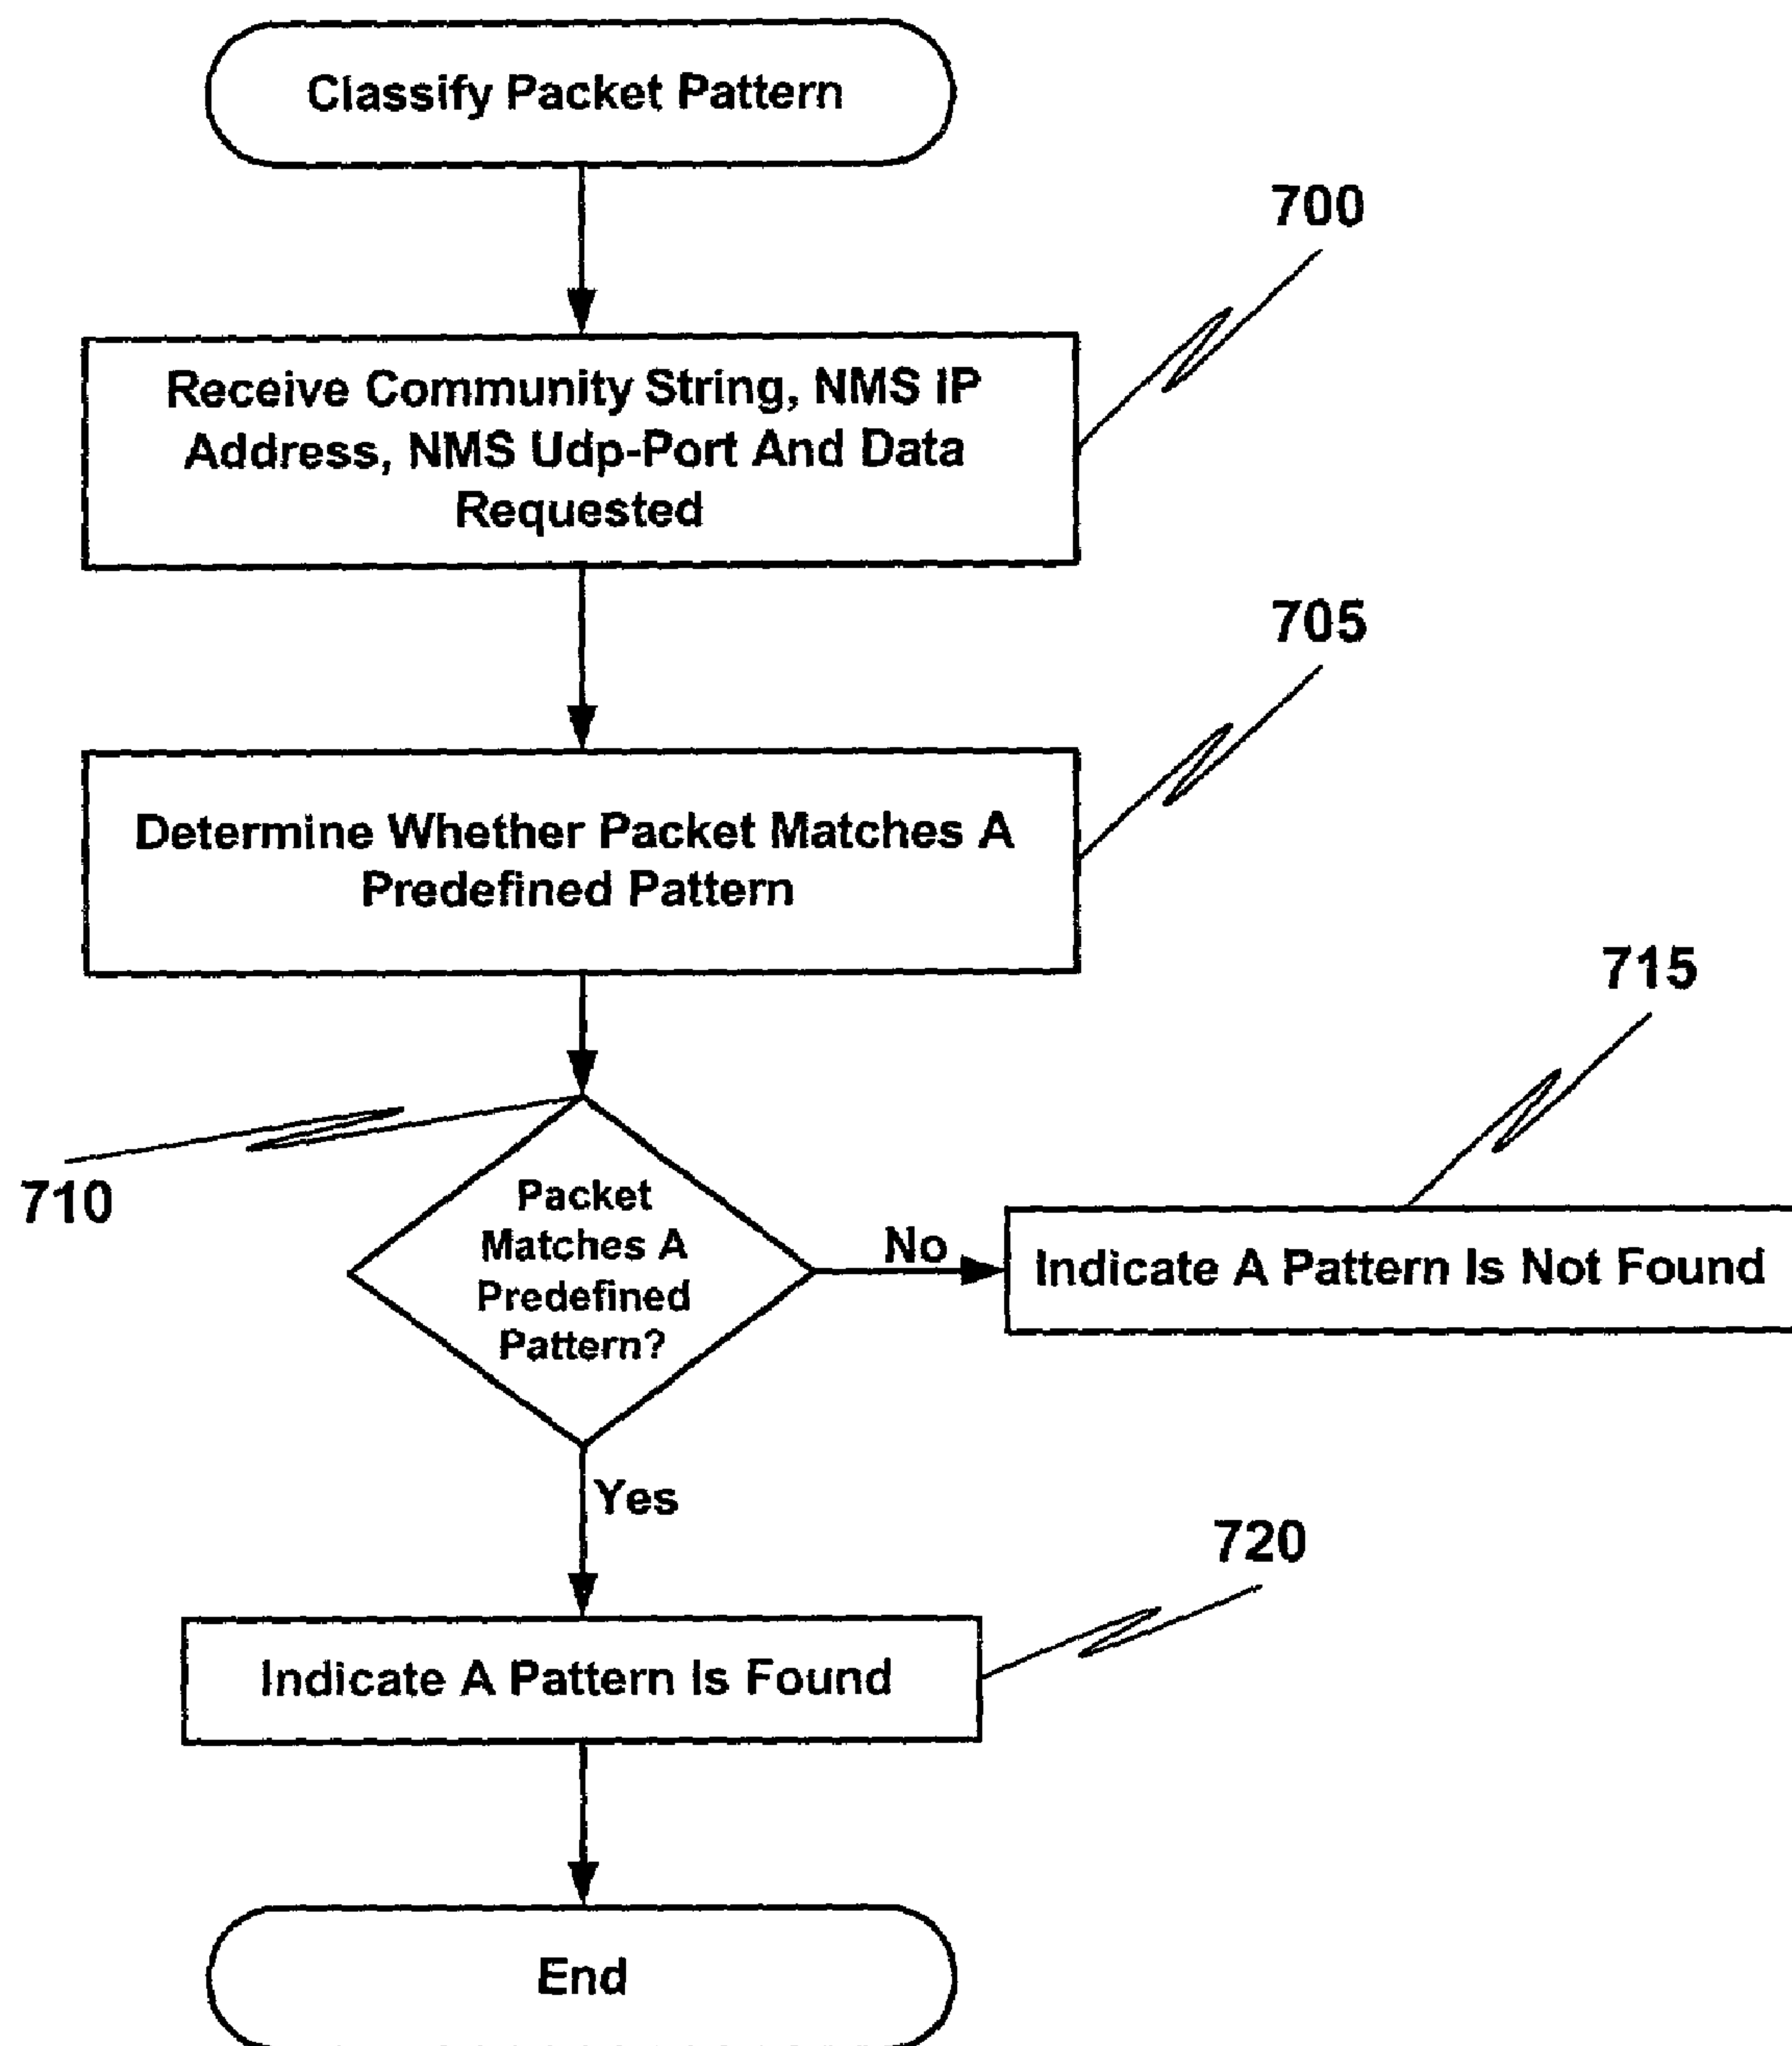 Classify Packet Pattern
700
Receive Community String, NMS IP
Address, NMS Udp-Port And Data
Requested
705
Determine Whether Packet Matches A
Predefined Pattern
715
710
Packet
Matches A
Predefined
Pattern?
No
Indicate A Pattern Is Not Found
Yes
720
Indicate A Pattern Is Found
End